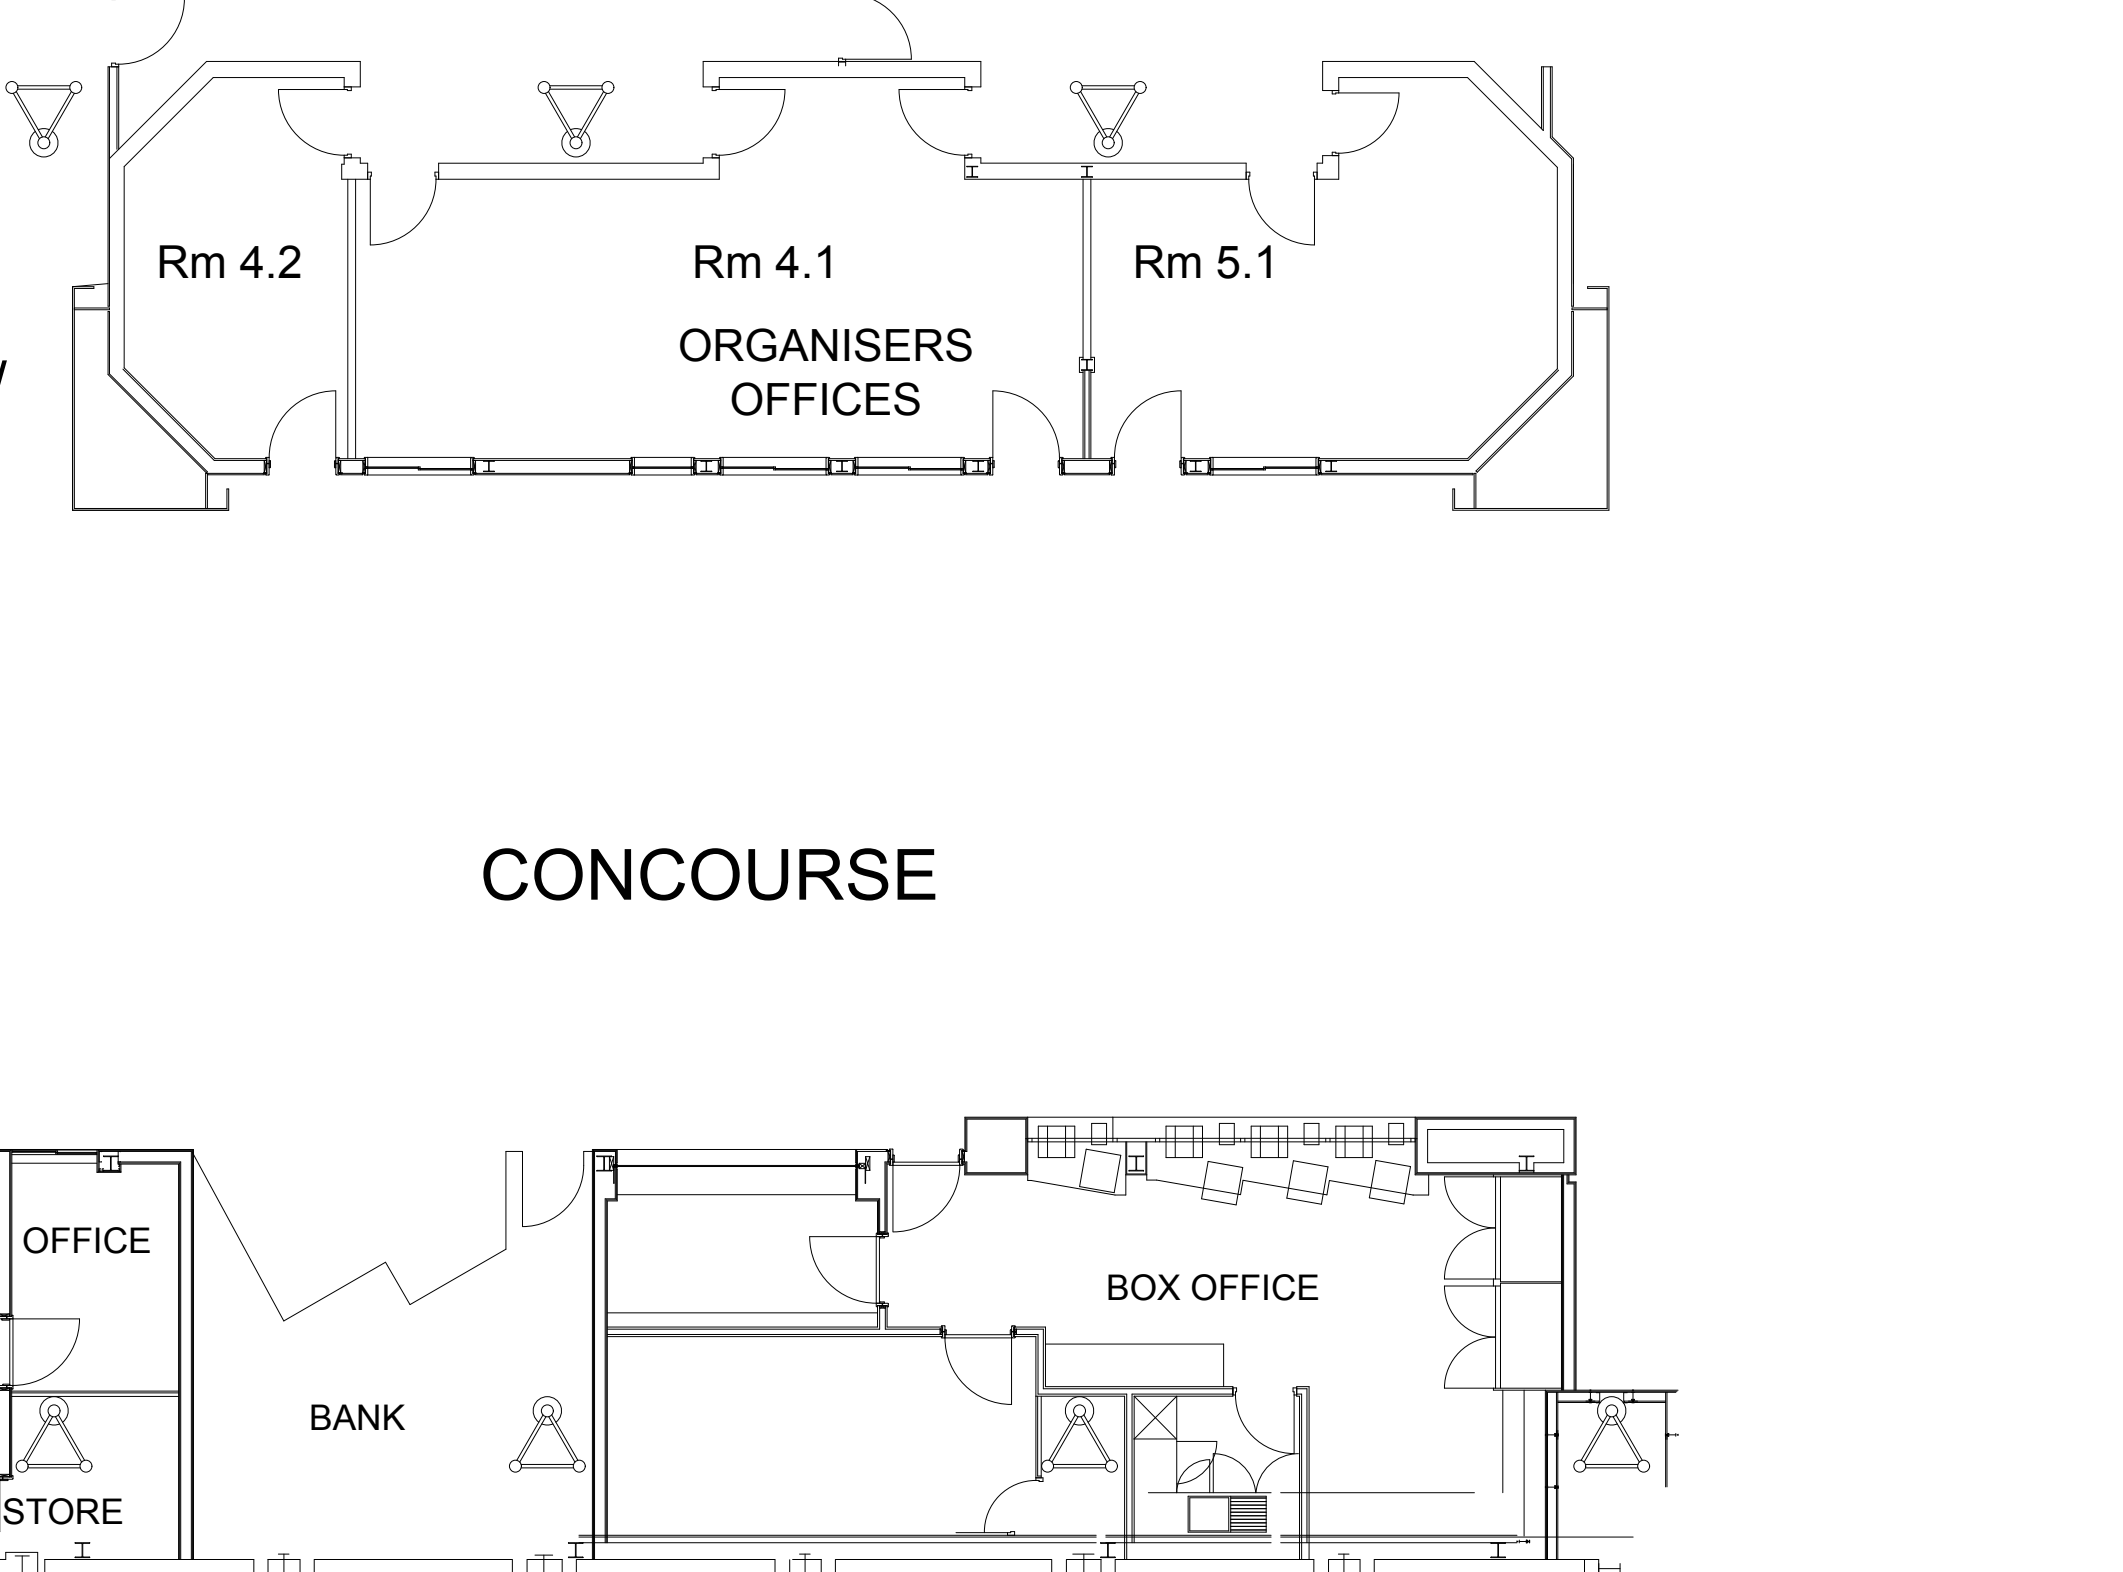 Rm 4.2
Rm 4.1
Rm 5.1
ORGANISERS
OFFICES
CONCOURSE
OFFICE
BOX OFFICE
BANK
STORE